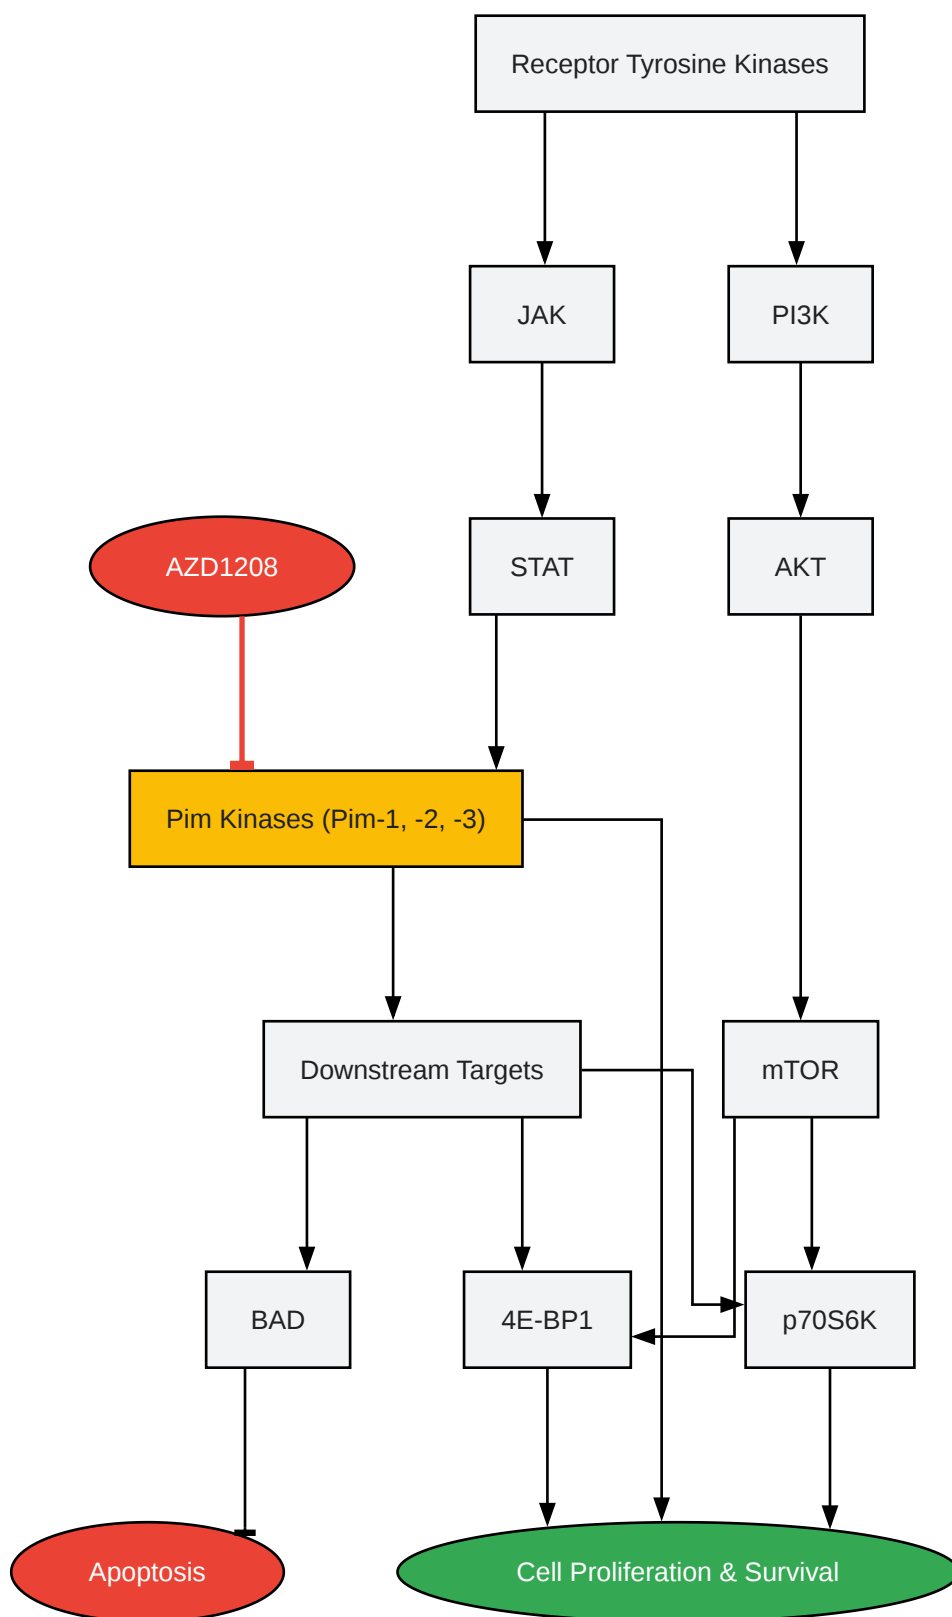 Receptor Tyrosine Kinases
JAK
PI3K
AZD1208
STAT
AKT
Pim Kinases (Pim-1, -2, -3)
Downstream Targets
mTOR
BAD
4E-BP1
p70S6K
Apoptosis
Cell Proliferation & Survival